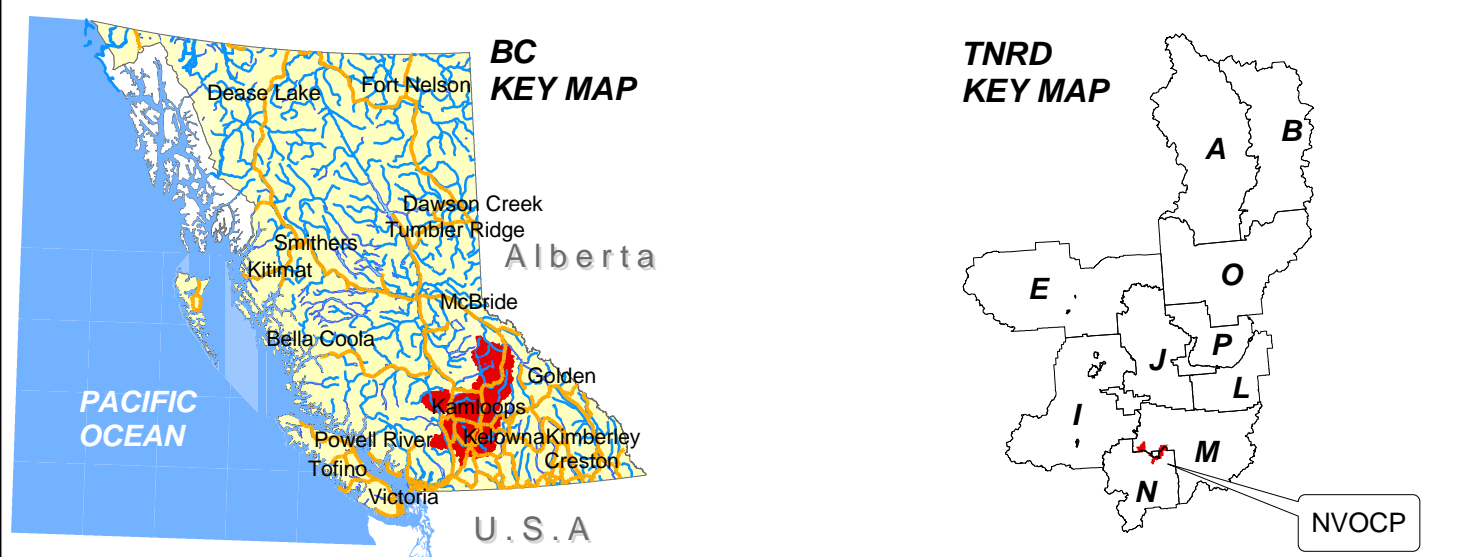 BC
KEY MAP
Dease Lake
Fort Nelson
Dawson Creek
Tumbler Ridge
Alberta
Smithers
Kitimat
McBride
Bella Coola
Golden
PACIFIC
OCEAN
Kamloops
Powell River
Kelowna
Kimberley
Creston
Tofino
Victoria
U.S.A
TNRD
KEY MAP
A
B
E
O
J
P
L
I
M
N
NVOCP